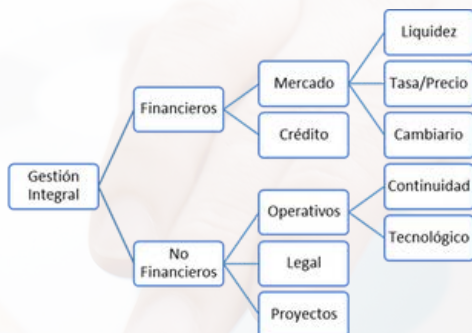 Liquidez
Mercado
Tasa/Precio
Financieros
Crédito
Cambiario
Gestión
Integral
Continuidad
Operativos
Tecnológico
No
Financieros
Legal
Proyectos